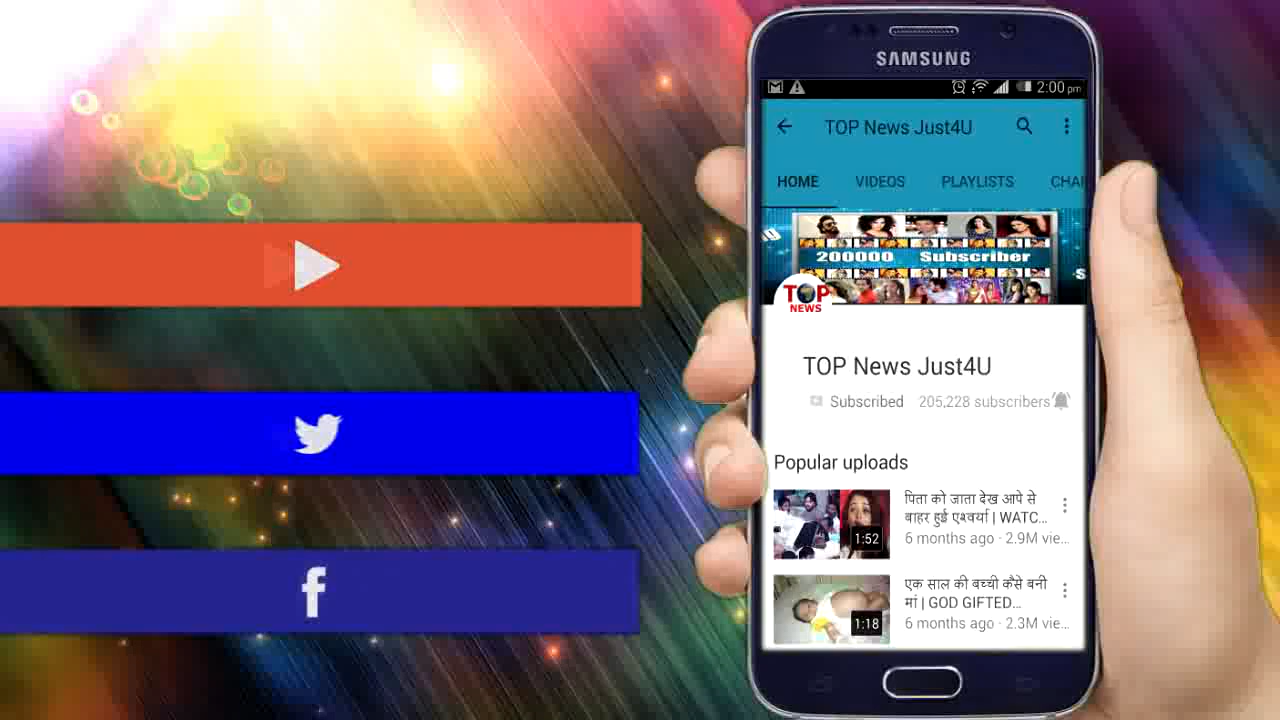 SAMSUNG
2:00 pm
TOP News Just4U
HOME VIDEOS PLAYLISTS CHA
200000 Subscriber
TOP
NEWS
TOP News Just4U
Subscribed 205,228 subscribers
Popular uploads
पिता को जाता देख आपे से
बाहर हुई एश्वर्या | WATC...
6 months ago · 2.9M vie...
1:52
एक साल की बच्ची कैसे बनी
मां | GOD GIFTED...
6 months ago · 2.3M vie...
1:18